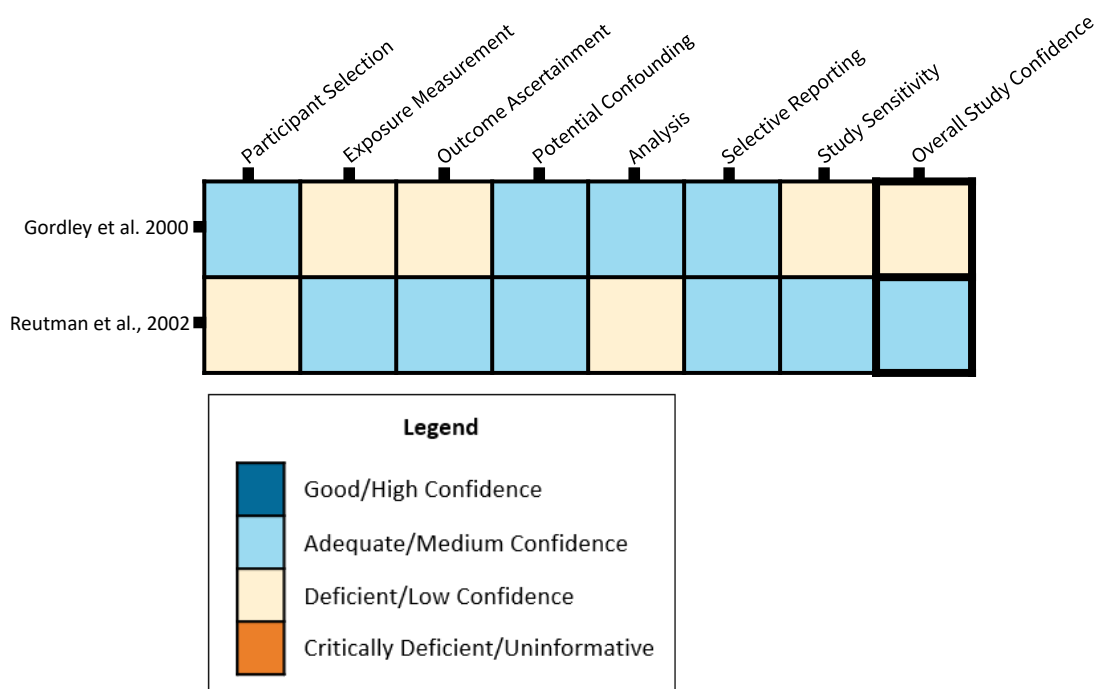 Participant Selection
Exposure Measurement
Outcome Ascertainment
Potential Confounding
Analysis
Selective Reporting
Study Sensitivity
Overall Study Confidence
Gordley et al. 2000
Reutman et al., 2002
Legend
Good/High Confidence
Adequate/Medium Confidence
Deficient/Low Confidence
Critically Deficient/Uninformative